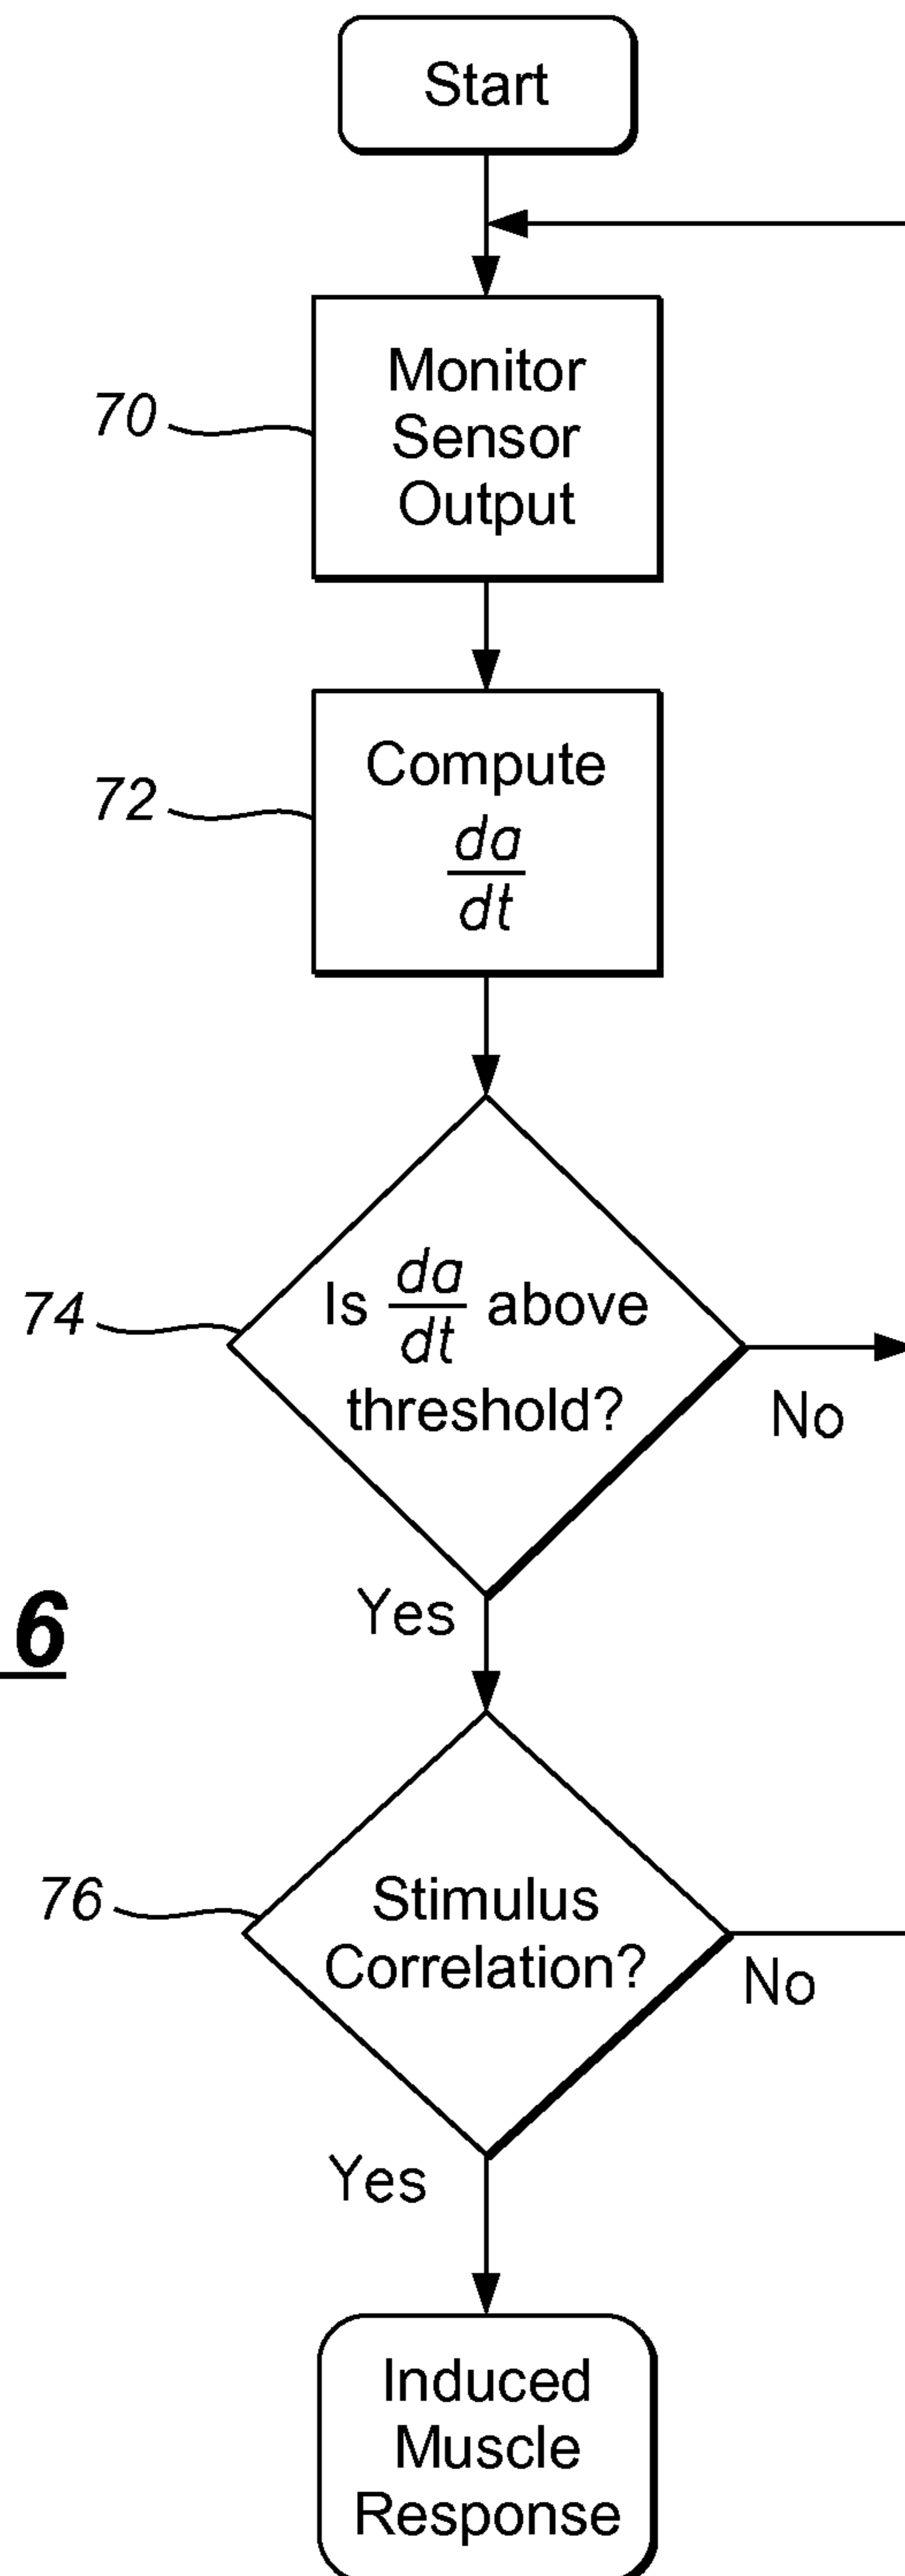 Start
70
Monitor
Sensor
Output
72
Compute
da
dt
74
Is da/dt above
threshold?
No
Yes
6
76
Stimulus
Correlation?
No
Yes
Induced
Muscle
Response